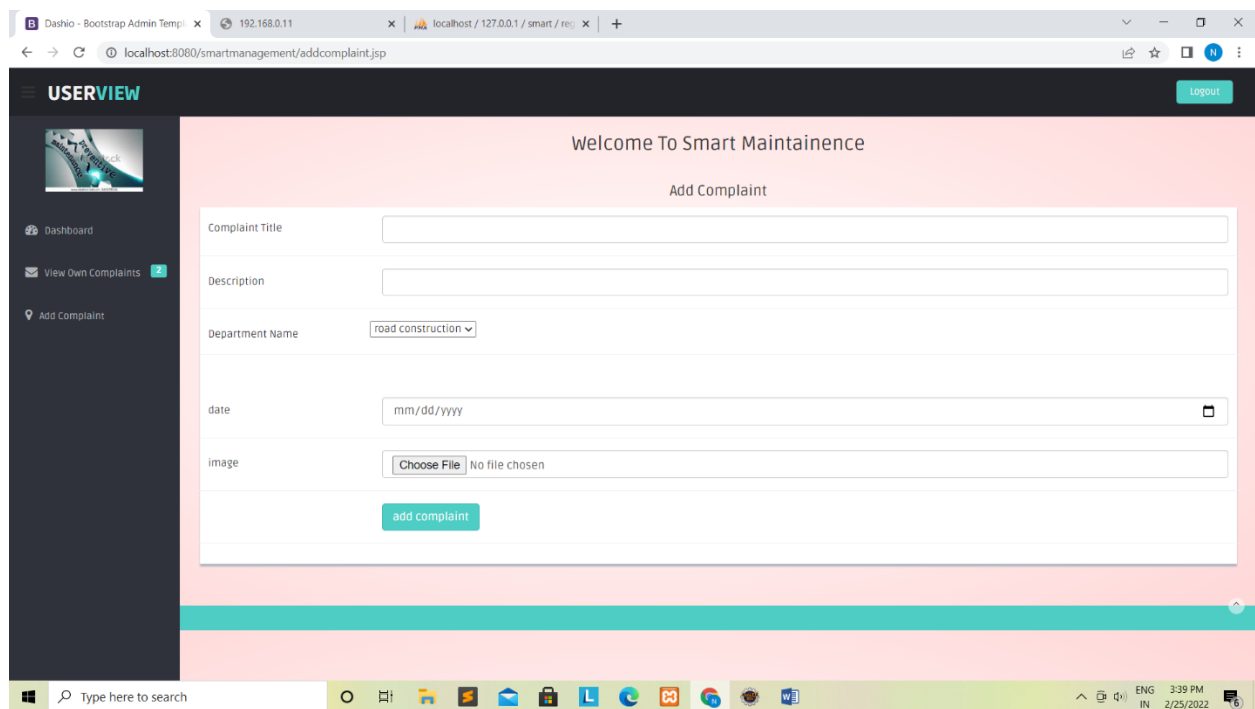 Dashio - Bootstrap Admin Templ
192.168.0.11
localhost / 127.0.0.1 / smart / reg
localhost:8080/smartmanagement/addcomplaint.jsp
N
USERVIEW
Logout
Welcome To Smart Maintainence
Add Complaint
Dashboard
View Own Complaints 2
Add Complaint
Complaint Title
Description
Department Name road construction
date mm/dd/yyyy
image Choose File No file chosen
add complaint
Type here to search
ENG 3:39 PM
IN 2/25/2022 6